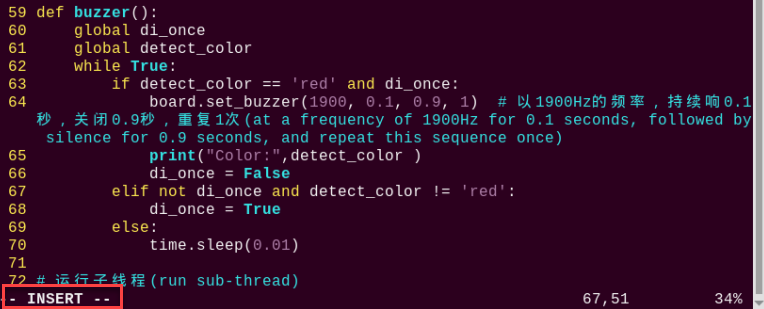 59 def buzzer():
60     global di_once
61     global detect_color
62     while True:
63         if detect_color == 'red' and di_once:
64             board.set_buzzer(1900, 0.1, 0.9, 1)  # 以1900Hz的频率，持续响0.1
秒，关闭0.9秒，重复1次(at a frequency of 1900Hz for 0.1 seconds, followed by
 silence for 0.9 seconds, and repeat this sequence once)
65             print("Color:",detect_color )
66             di_once = False
67         elif not di_once and detect_color != 'red':
68             di_once = True
69         else:
70             time.sleep(0.01)
71
72 # 运行子线程(run sub-thread)
-- INSERT --                                                  67,51         34%